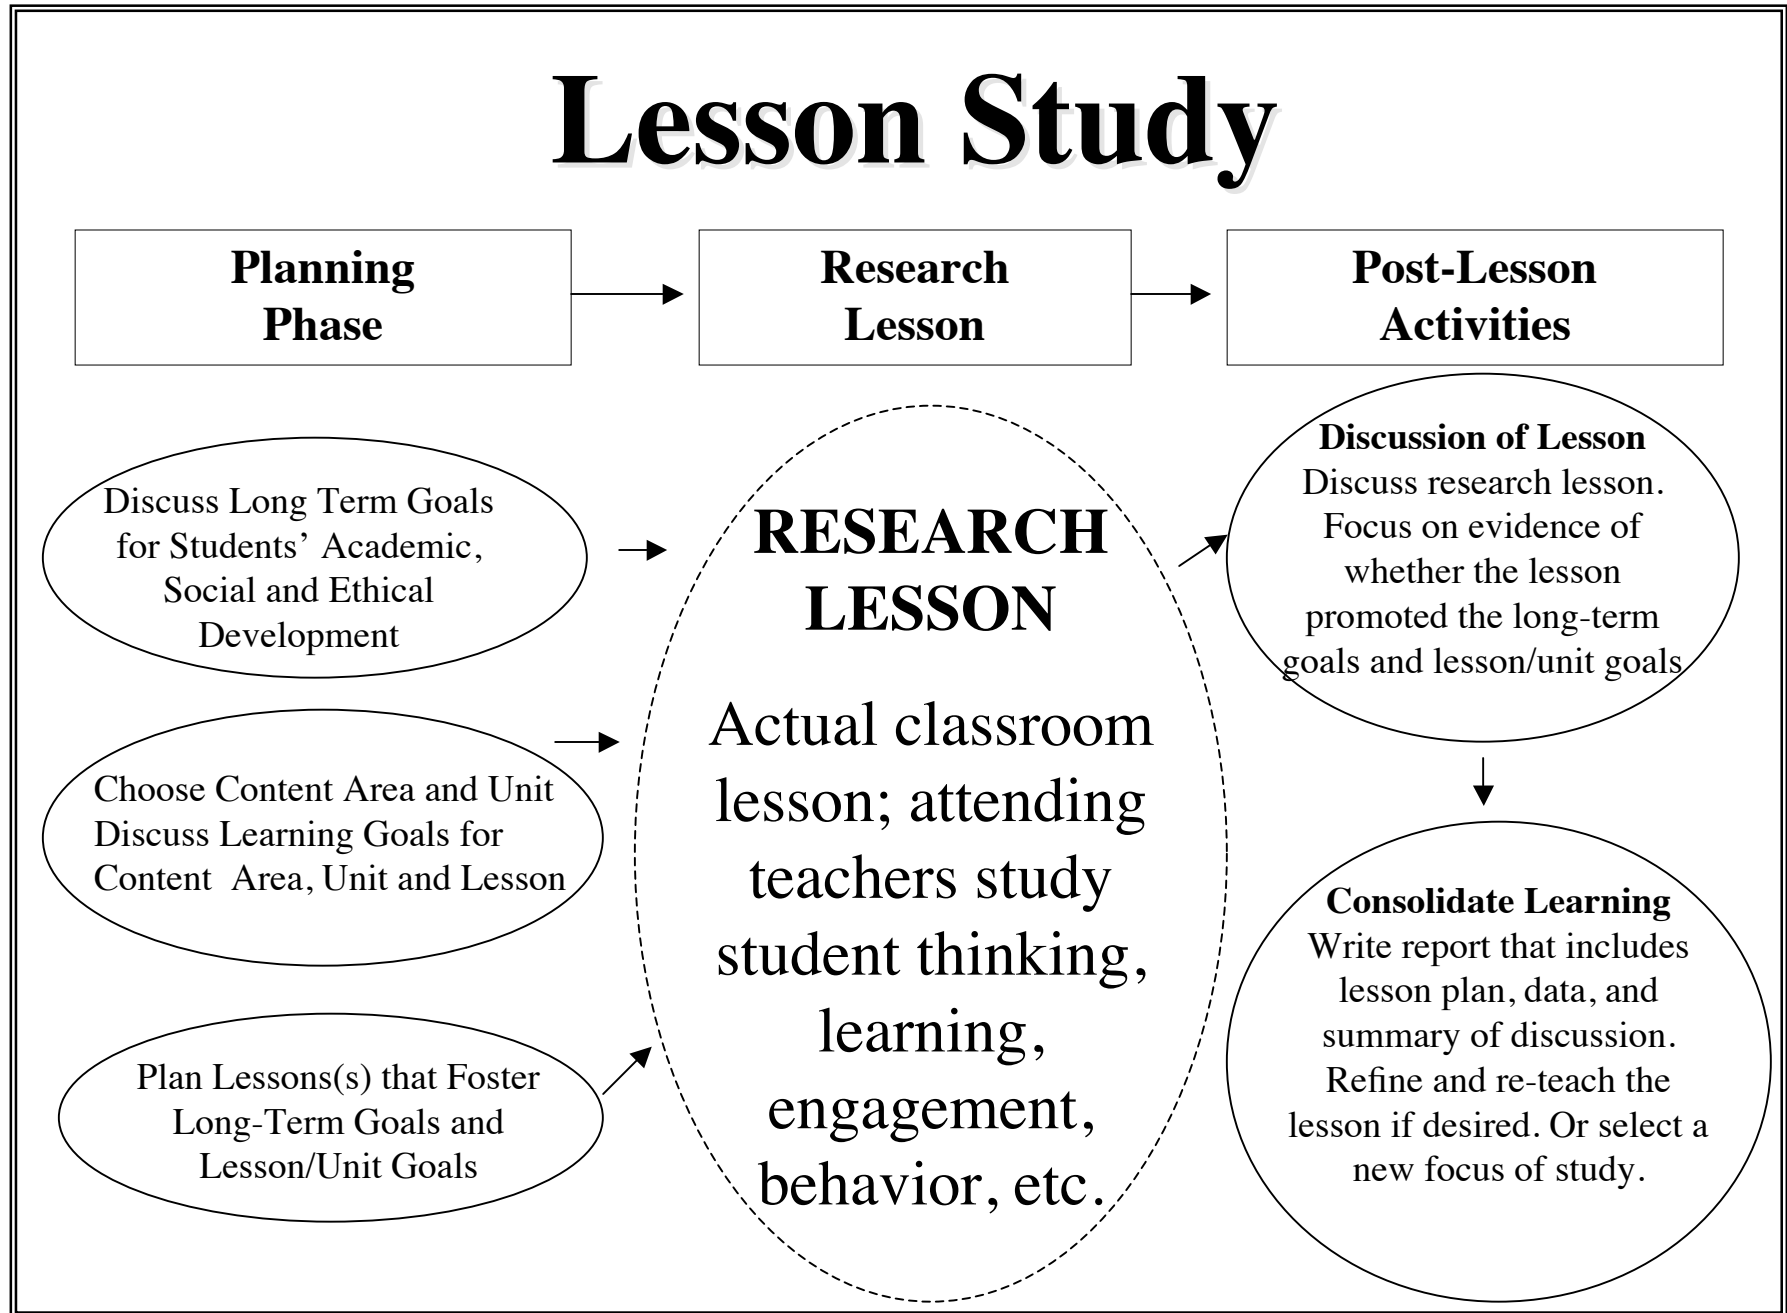 Lesson Study
Planning
Phase
Research
Lesson
Post-Lesson
Activities
Discuss Long Term Goals
for Students’ Academic,
Social and Ethical
Development
Choose Content Area and Unit
Discuss Learning Goals for
Content  Area, Unit and Lesson
Plan Lessons(s) that Foster
Long-Term Goals and
Lesson/Unit Goals
RESEARCH
LESSON
Actual classroom
lesson; attending
teachers study
student thinking,
learning,
engagement,
behavior, etc.
Discussion of Lesson
Discuss research lesson.
Focus on evidence of
whether the lesson
promoted the long-term
goals and lesson/unit goals
Consolidate Learning
Write report that includes
lesson plan, data, and
summary of discussion.
Refine and re-teach the
lesson if desired. Or select a
new focus of study.